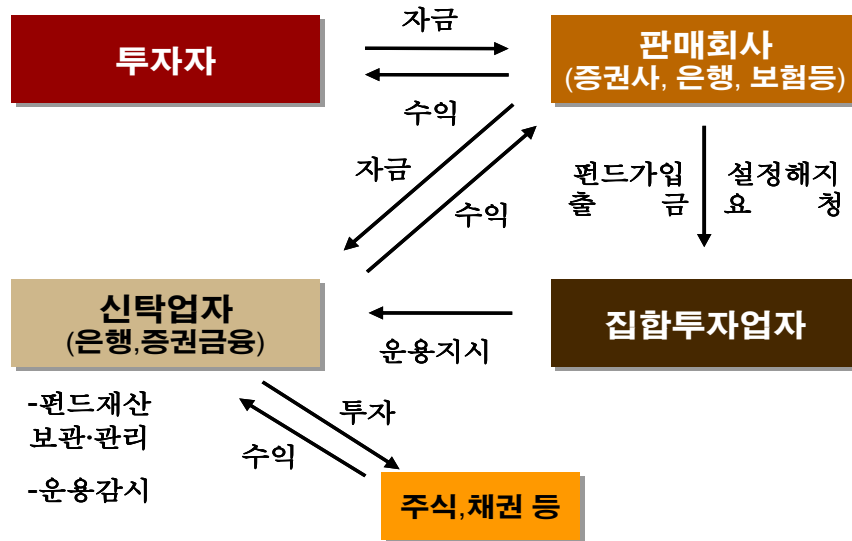 자금
투자자
판매회사
(증권사, 은행, 보험등)
수익
자금
수익
펀드가입
출 금
설정해지
요 청
신탁업자
(은행,증권금융)
집합투자업자
운용지시
-펀드재산
보관·관리
-운용감시
투자
수익
주식,채권 등